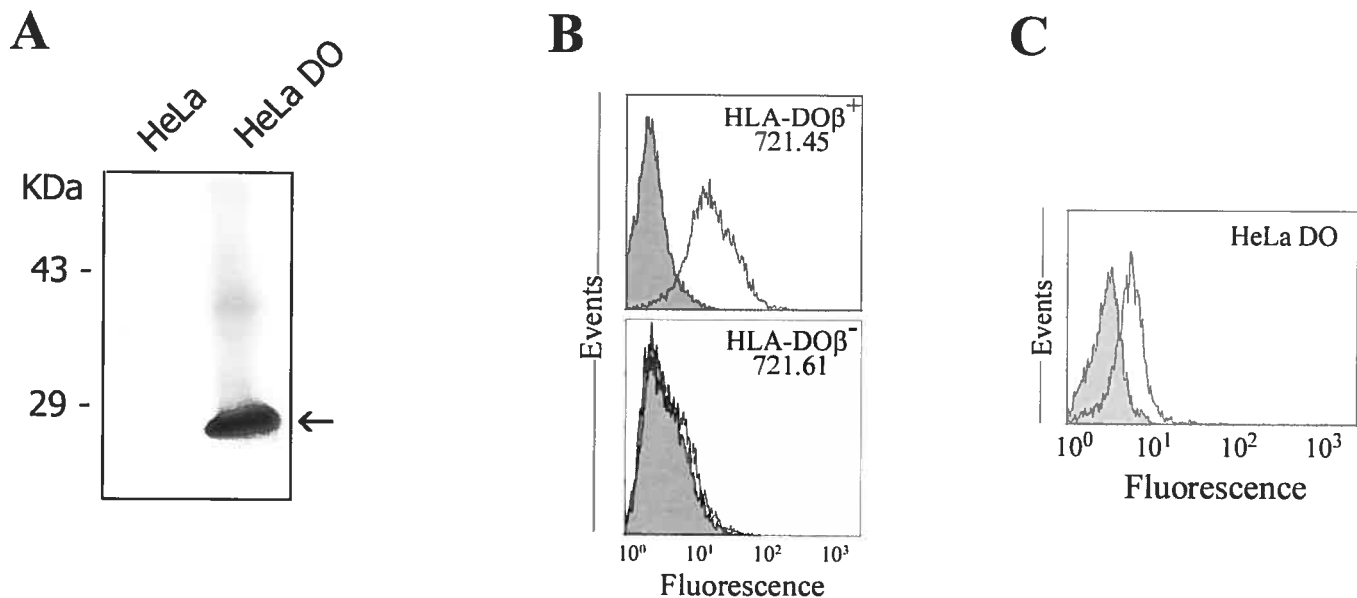 A
HeLa
HeLa DO
KDa
43 -
29 -
←
B
HLA-DOβ⁺
721.45
HLA-DOβ⁻
721.61
Events
10⁰ 10¹ 10² 10³
Fluorescence
C
HeLa DO
Events
10⁰ 10¹ 10² 10³
Fluorescence